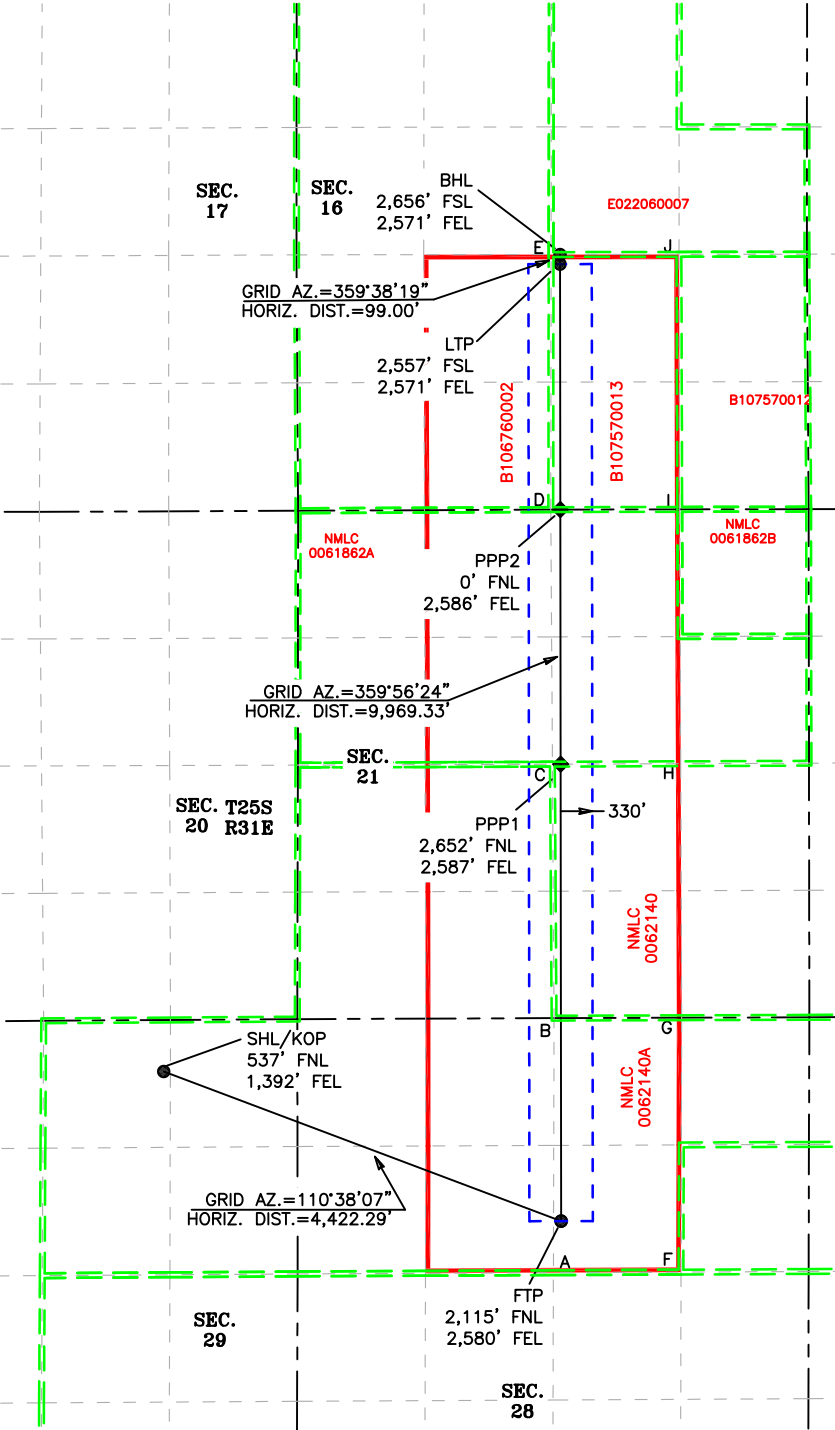 BHL
2,656' FSL
2,571' FEL
SEC.
17
SEC.
16
E022060007
E
J
GRID AZ.=359°38'19"
HORIZ. DIST.=99.00'
LTP
2,557' FSL
2,571' FEL
B106760002
B107570013
B107570012
D
I
NMLC
0061862A
NMLC
0061862B
PPP2
0' FNL
2,586' FEL
GRID AZ.=359°56'24"
HORIZ. DIST.=9,969.33'
SEC.
21
C
H
SEC. T25S
20 R31E
330'
PPP1
2,652' FNL
2,587' FEL
NMLC
0062140
B
G
SHL/KOP
537' FNL
1,392' FEL
NMLC
0062140A
GRID AZ.=110°38'07"
HORIZ. DIST.=4,422.29'
A
F
FTP
2,115' FNL
2,580' FEL
SEC.
29
SEC.
28